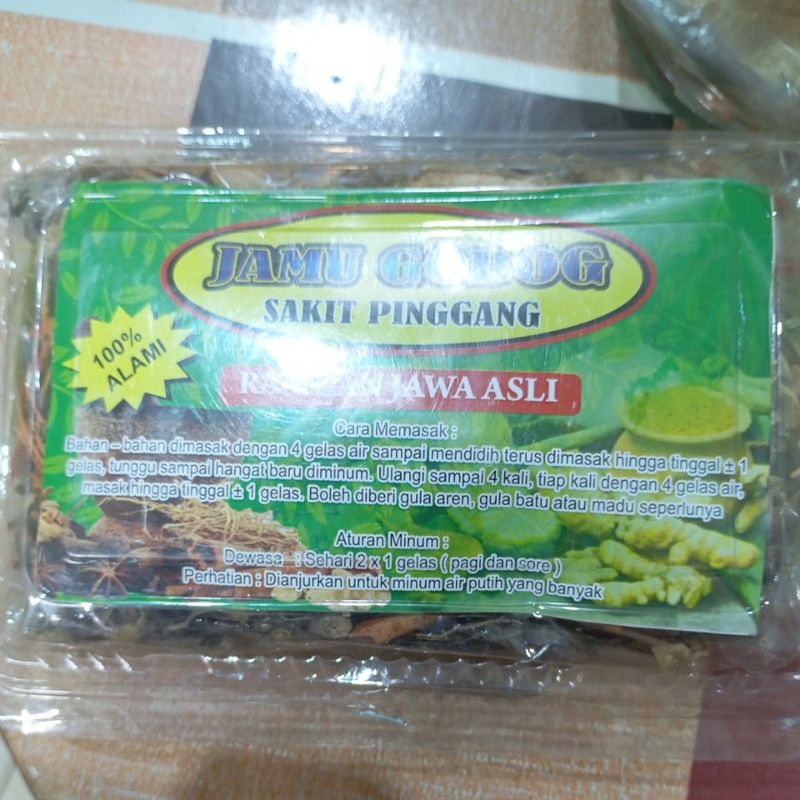 JAMU GODOG
SAKIT PINGGANG
100%
ALAMI
JAWA ASLI
Cara Memasak :
Bahan – bahan dimasak dengan 4 gelas air sampai mendidih terus dimasak hingga tinggal ± 1
gelas, tunggu sampai hangat baru diminum. Ulangi sampai 4 kali, tiap kali dengan 4 gelas air,
masak hingga tinggal ± 1 gelas. Boleh diberi gula aren, gula batu atau madu seperlunya
Aturan Minum :
Dewasa : Sehari 2 x 1 gelas ( pagi dan sore )
Perhatian : Dianjurkan untuk minum air putih yang banyak